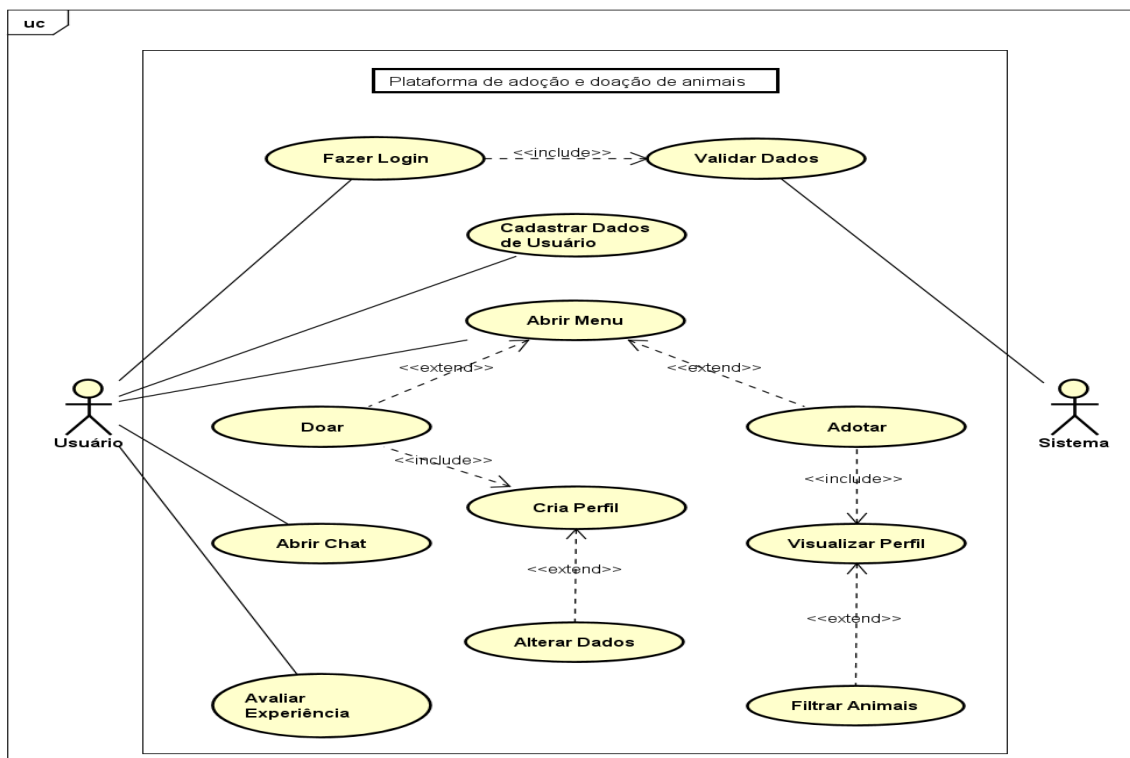 uc
Plataforma de adoção e doação de animais
Fazer Login
<<include>>
Validar Dados
Cadastrar Dados
de Usuário
Abrir Menu
<<extend>>
<<extend>>
Usuário
Doar
Adotar
Sistema
<<include>>
<<include>>
Cria Perfil
Abrir Chat
Visualizar Perfil
<<extend>>
<<extend>>
Alterar Dados
Avaliar
Experiência
Filtrar Animais